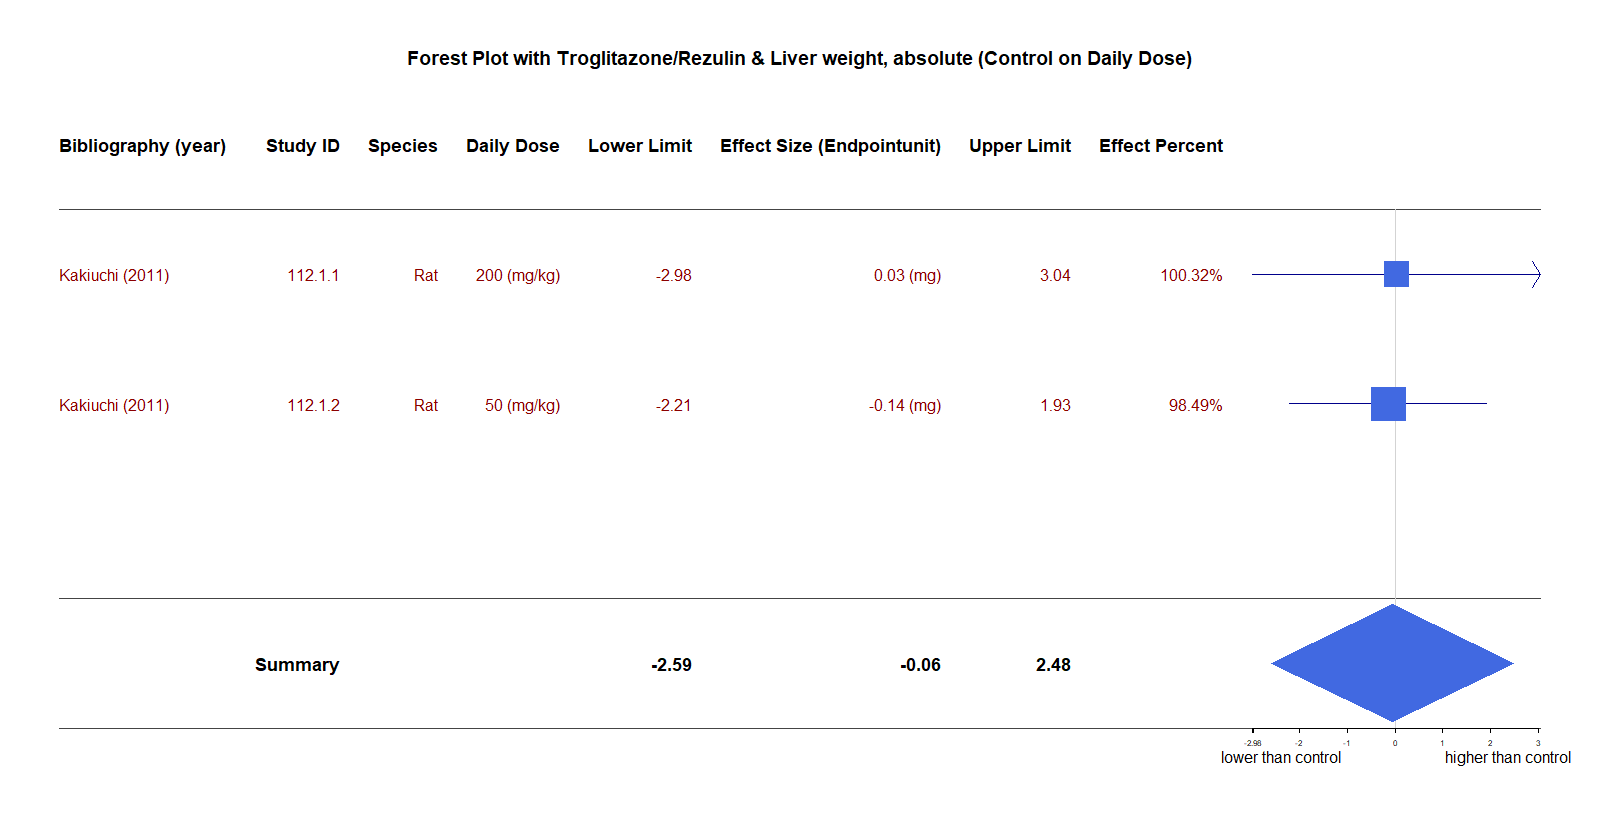 Forest Plot with Troglitazone/Rezulin & Liver weight, absolute (Control on Daily Dose)
Bibliography (year) Study ID Species Daily Dose Lower Limit Effect Size (Endpointunit) Upper Limit Effect Percent
Kakiuchi (2011) 112.1.1 Rat 200 (mg/kg) -2.98 0.03 (mg) 3.04 100.32%
Kakiuchi (2011) 112.1.2 Rat 50 (mg/kg) -2.21 -0.14 (mg) 1.93 98.49%
Summary -2.59 -0.06 2.48
-2.98 -2 -1 0 1 2 3
lower than control higher than control